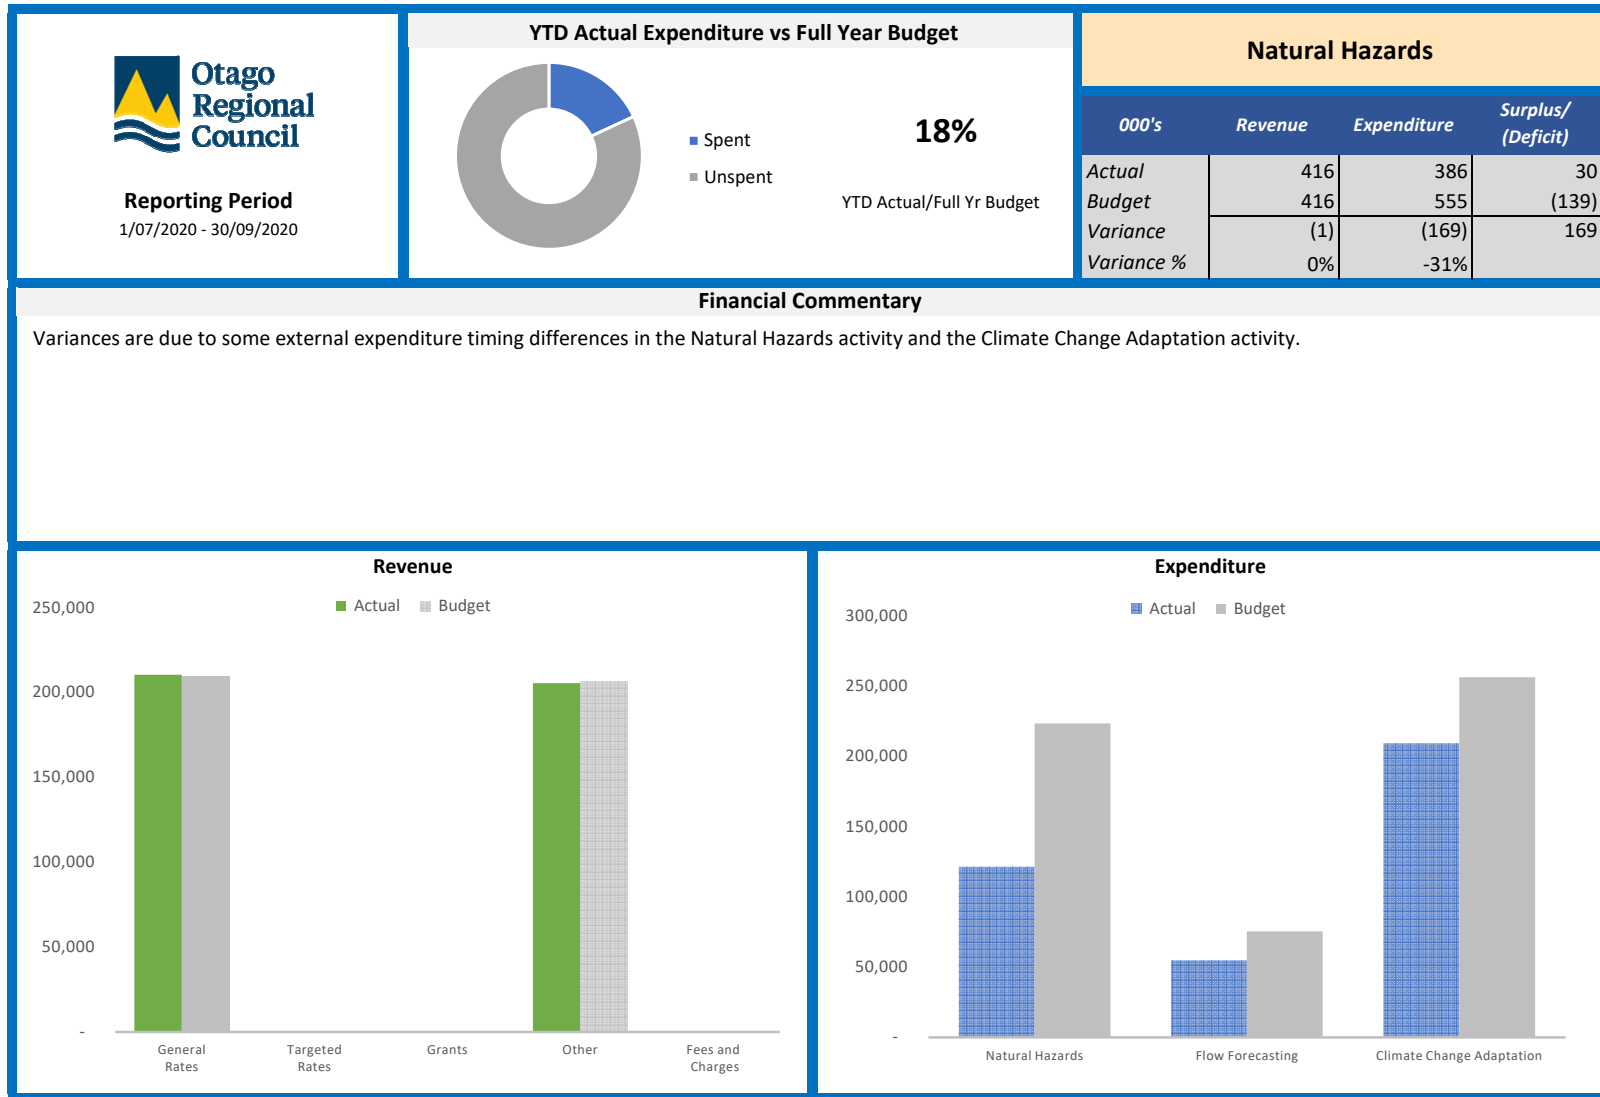 Otago
Regional
Council
Reporting Period
1/07/2020 - 30/09/2020
YTD Actual Expenditure vs Full Year Budget
Spent
Unspent
18%
YTD Actual/Full Yr Budget
Natural Hazards
000's Revenue Expenditure Surplus/ (Deficit)
Actual 416 386 30
Budget 416 555 (139)
Variance (1) (169) 169
Variance % 0% -31%
Financial Commentary
Variances are due to some external expenditure timing differences in the Natural Hazards activity and the Climate Change Adaptation activity.
Revenue
Actual Budget
250,000
200,000
150,000
100,000
50,000
-
General Rates
Targeted Rates
Grants
Other
Fees and Charges
Expenditure
Actual Budget
300,000
250,000
200,000
150,000
100,000
50,000
-
Natural Hazards
Flow Forecasting
Climate Change Adaptation